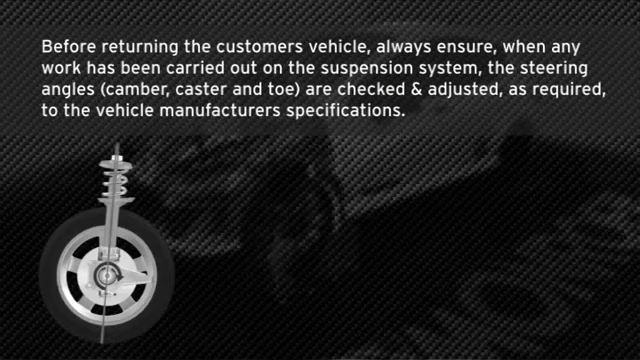 Before returning the customers vehicle, always ensure, when any
work has been carried out on the suspension system, the steering
angles (camber, caster and toe) are checked & adjusted, as required,
to the vehicle manufacturers specifications.